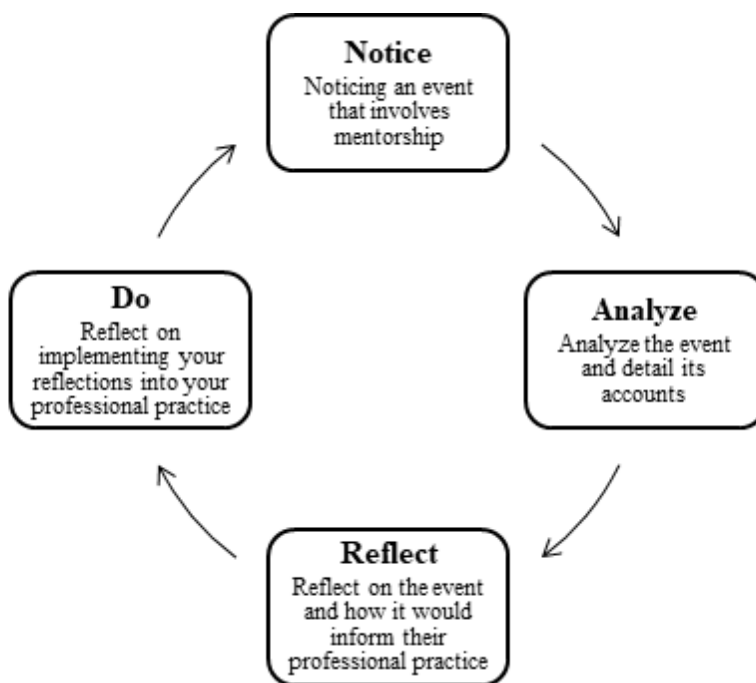 Notice
Noticing an event
that involves
mentorship
Analyze
Analyze the event
and detail its
accounts
Reflect
Reflect on the event
and how it would
inform their
professional practice
Do
Reflect on
implementing your
reflections into your
professional practice